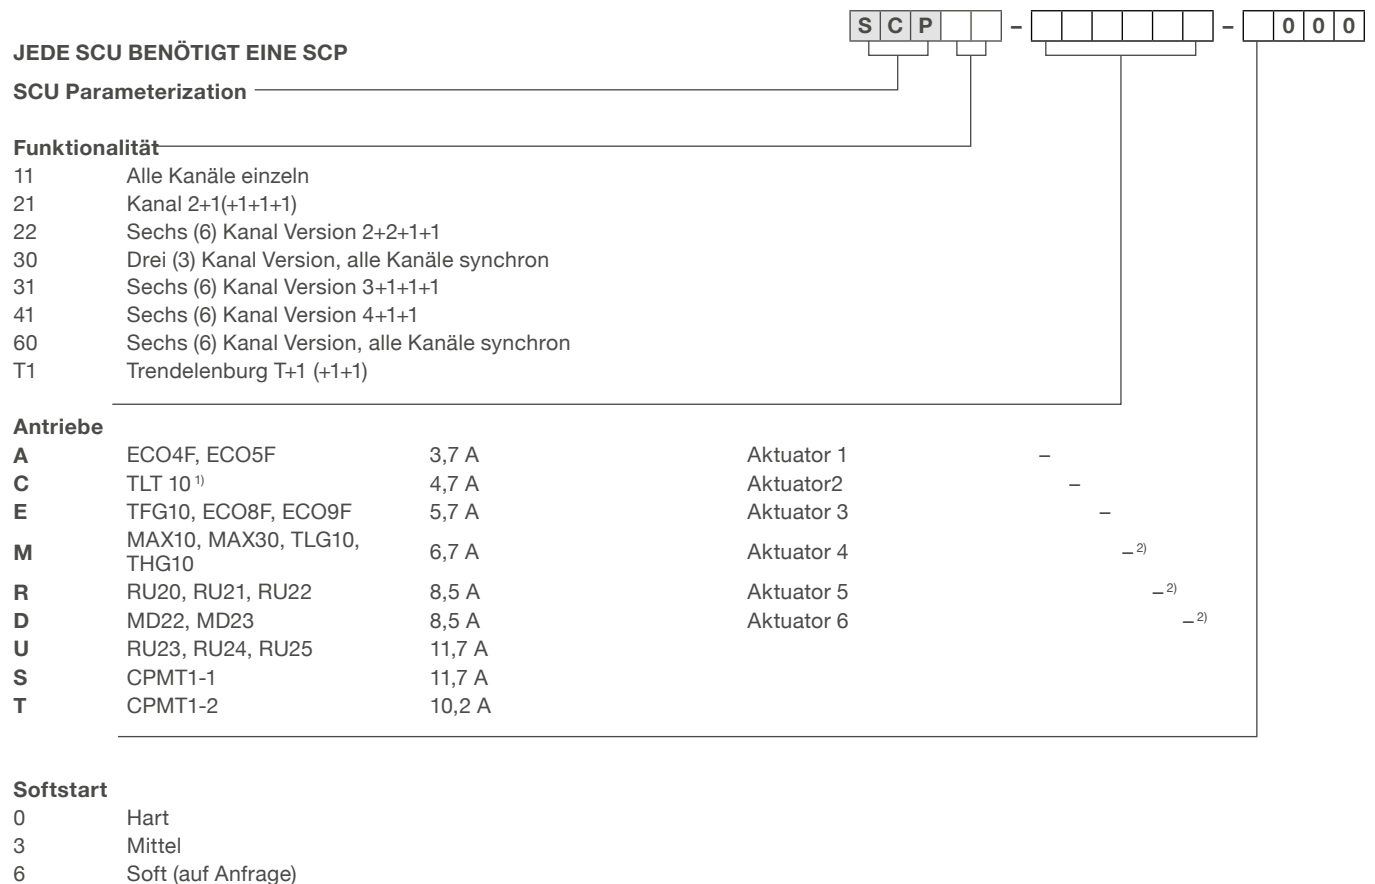 S C P – – 0 0 0
JEDE SCU BENÖTIGT EINE SCP
SCU Parameterization
Funktionalität
11 Alle Kanäle einzeln
21 Kanal 2+1(+1+1+1)
22 Sechs (6) Kanal Version 2+2+1+1
30 Drei (3) Kanal Version, alle Kanäle synchron
31 Sechs (6) Kanal Version 3+1+1+1
41 Sechs (6) Kanal Version 4+1+1
60 Sechs (6) Kanal Version, alle Kanäle synchron
T1 Trendelenburg T+1 (+1+1)
Antriebe
A ECO4F, ECO5F 3,7 A Aktuator 1 –
C TLT 10 1) 4,7 A Aktuator2 –
E TFG10, ECO8F, ECO9F 5,7 A Aktuator 3 –
M MAX10, MAX30, TLG10, THG10 6,7 A Aktuator 4 – 2)
R RU20, RU21, RU22 8,5 A Aktuator 5 – 2)
D MD22, MD23 8,5 A Aktuator 6 – 2)
U RU23, RU24, RU25 11,7 A
S CPMT1-1 11,7 A
T CPMT1-2 10,2 A
Softstart
0 Hart
3 Mittel
6 Soft (auf Anfrage)